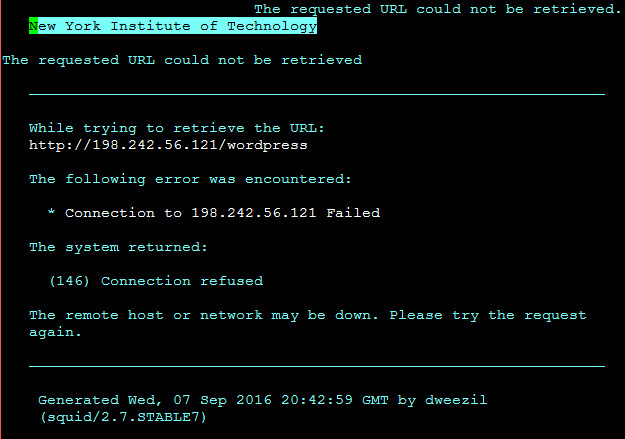 The requested URL could not be retrieved.
New York Institute of Technology
The requested URL could not be retrieved
While trying to retrieve the URL:
http://198.242.56.121/wordpress
The following error was encountered:
* Connection to 198.242.56.121 Failed
The system returned:
(146) Connection refused
The remote host or network may be down. Please try the request
again.
Generated Wed, 07 Sep 2016 20:42:59 GMT by dweezil
(squid/2.7.STABLE7)